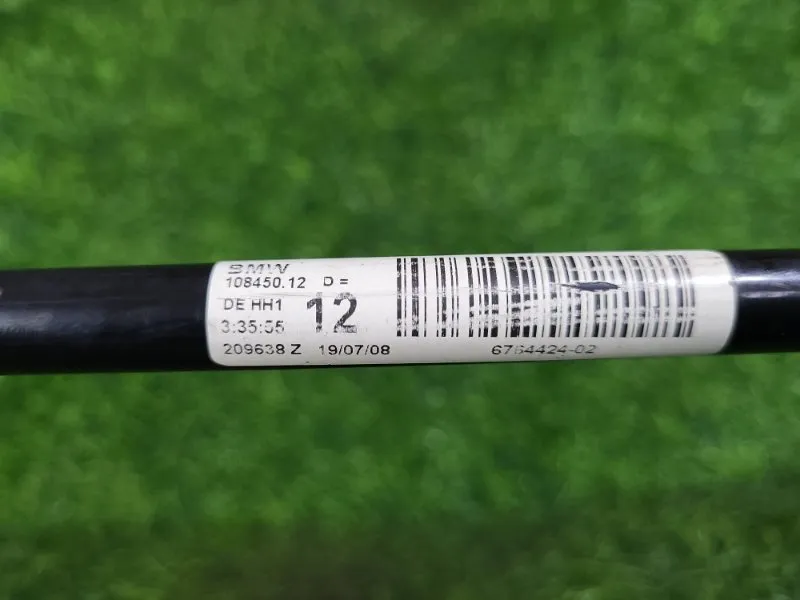 BMW
108450.12 D =
DE HH1 12
3:35:55
209638 Z 19/07/08
6764424-02